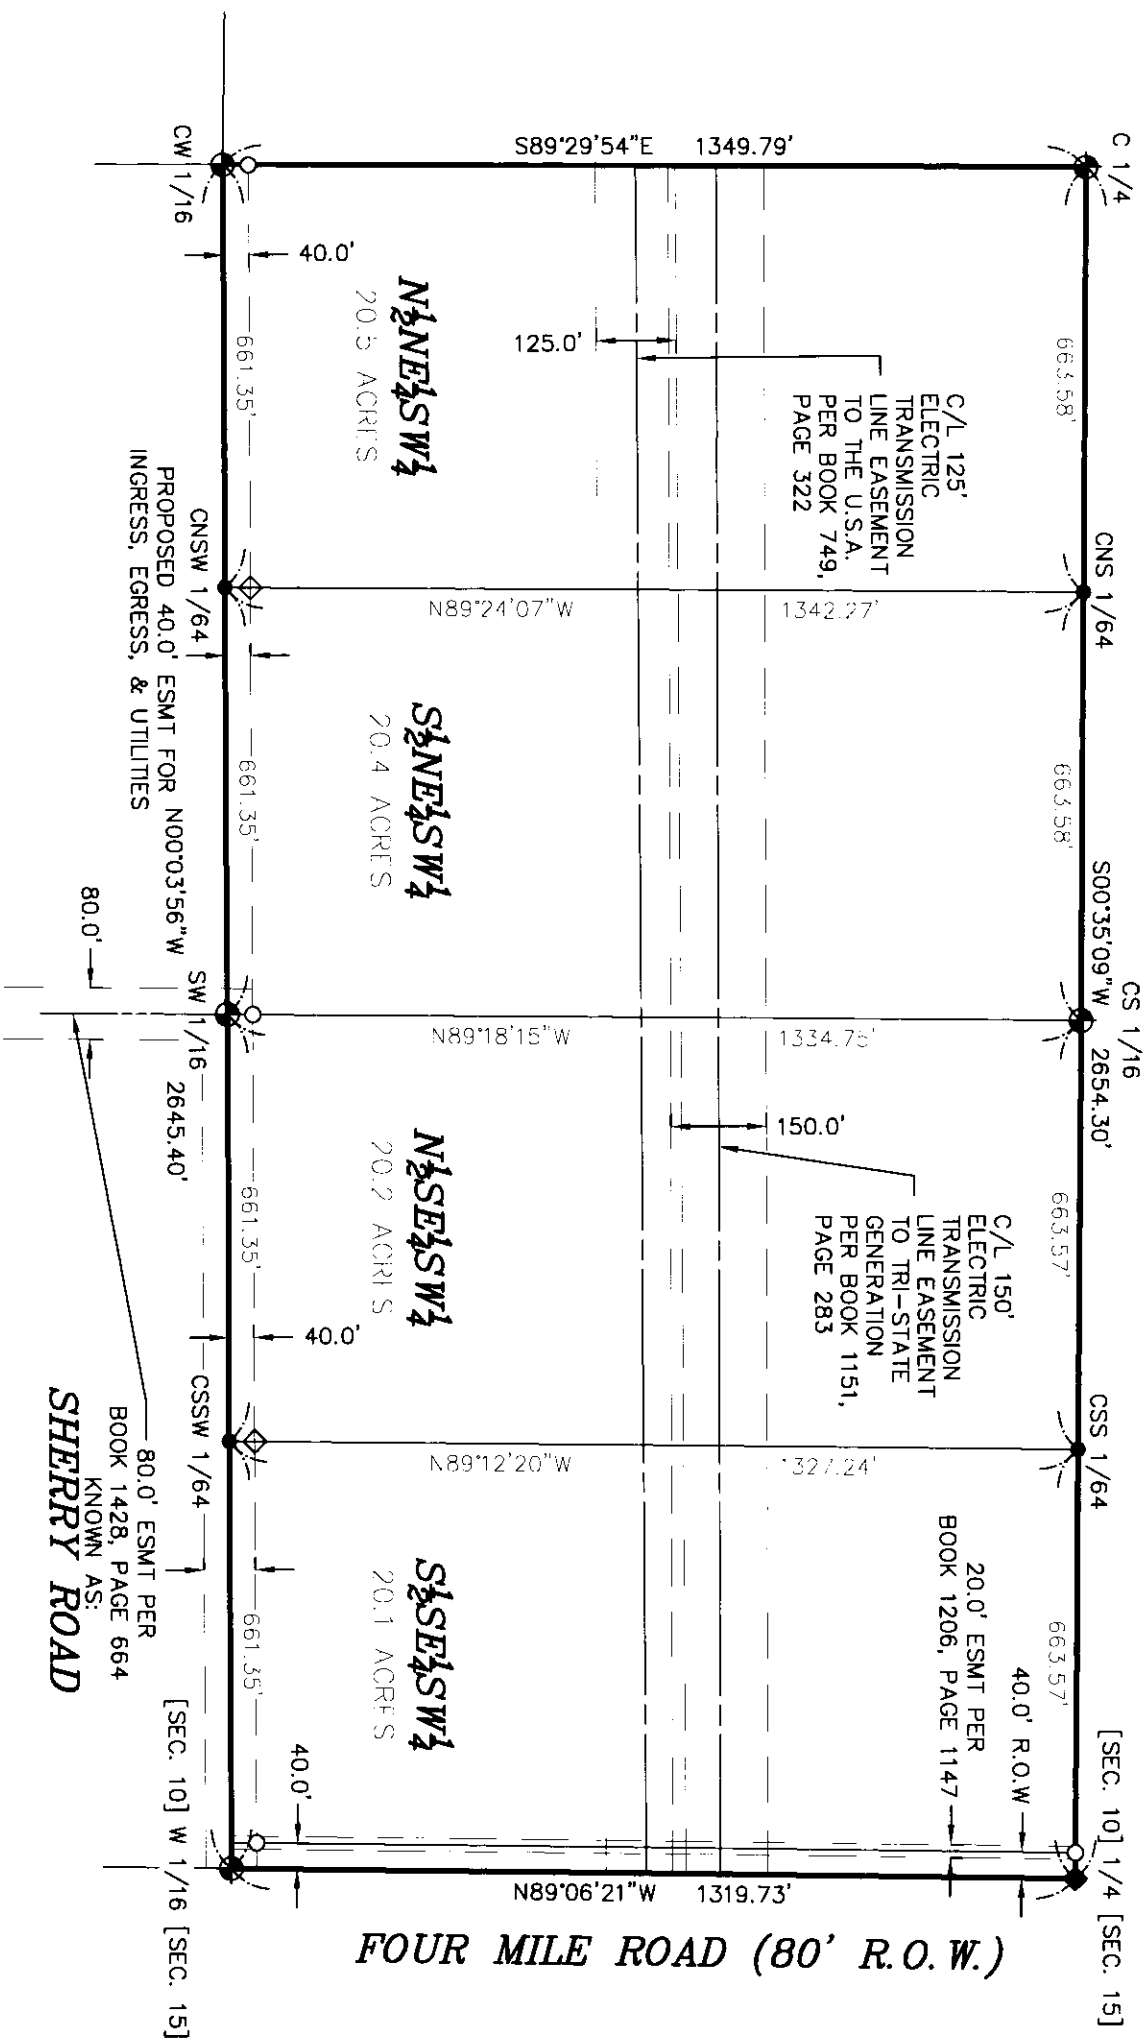 C 1/4
S89°29'54"E 1349.79'
CW 1/16
663.58'
CNS 1/64
40.0'
661.35'
N½NE¼SW¼
20.5 ACRES
125.0'
C/L 125'
ELECTRIC
TRANSMISSION
LINE EASEMENT
TO THE U.S.A.
PER BOOK 749,
PAGE 322
CNSW 1/64
N89°24'07"W 1342.27'
PROPOSED 40.0' ESMT FOR
INGRESS, EGRESS, & UTILITIES
N00°03'56"W
2645.40'
663.58'
S00°35'09"W
2654.30'
CS 1/16
661.35'
S½NE¼SW¼
20.4 ACRES
80.0'
SW 1/16
N89°18'15"W 1334.75'
663.57'
CSS 1/64
150.0'
C/L 150'
ELECTRIC
TRANSMISSION
LINE EASEMENT
TO TRI-STATE
GENERATION
PER BOOK 1151,
PAGE 283
N½SE¼SW¼
20.2 ACRES
661.35'
40.0'
CSSW 1/64
N89°12'20"W 1327.24'
80.0' ESMT PER
BOOK 1428, PAGE 664
KNOWN AS:
SHERRY ROAD
663.57'
20.0' ESMT PER
BOOK 1206, PAGE 1147
40.0' R.O.W
S½SE¼SW¼
20.1 ACRES
661.35'
40.0'
[SEC. 10] 1/4 [SEC. 15]
[SEC. 10] W 1/16 [SEC. 15]
N89°06'21"W 1319.73'
FOUR MILE ROAD (80' R.O.W.)